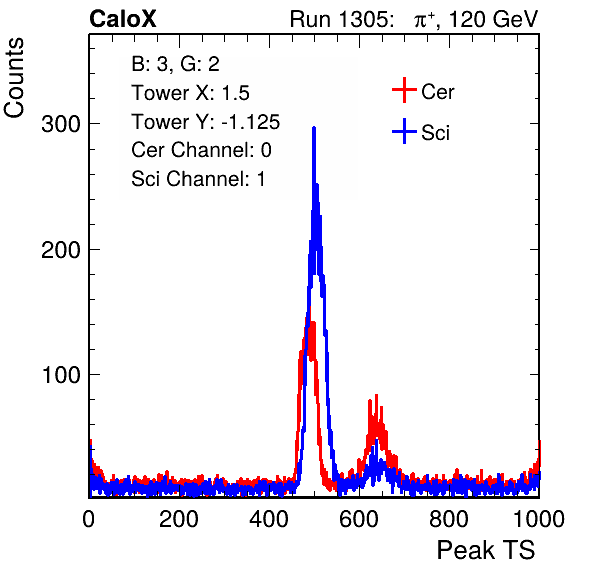 CaloX Run 1305: π⁺, 120 GeV
Counts
B: 3, G: 2
Tower X: 1.5
Tower Y: -1.125
Cer Channel: 0
Sci Channel: 1
Cer
Sci
300
200
100
0 200 400 600 800 1000
Peak TS